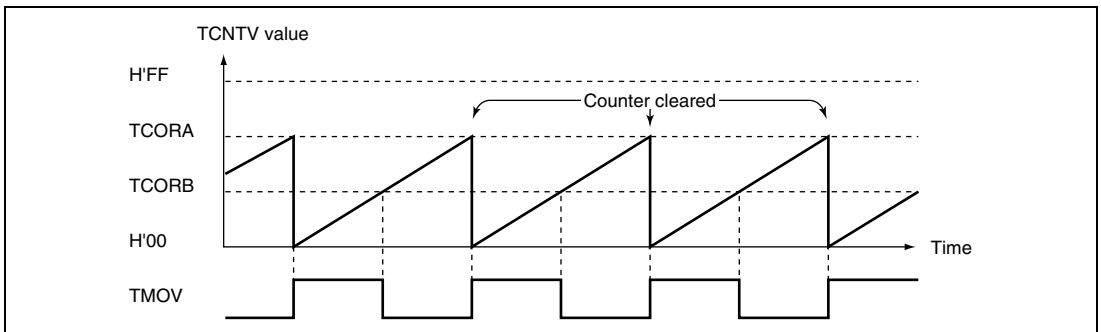 TCNTV value
H'FF
Counter cleared
TCORA
TCORB
H'00
Time
TMOV